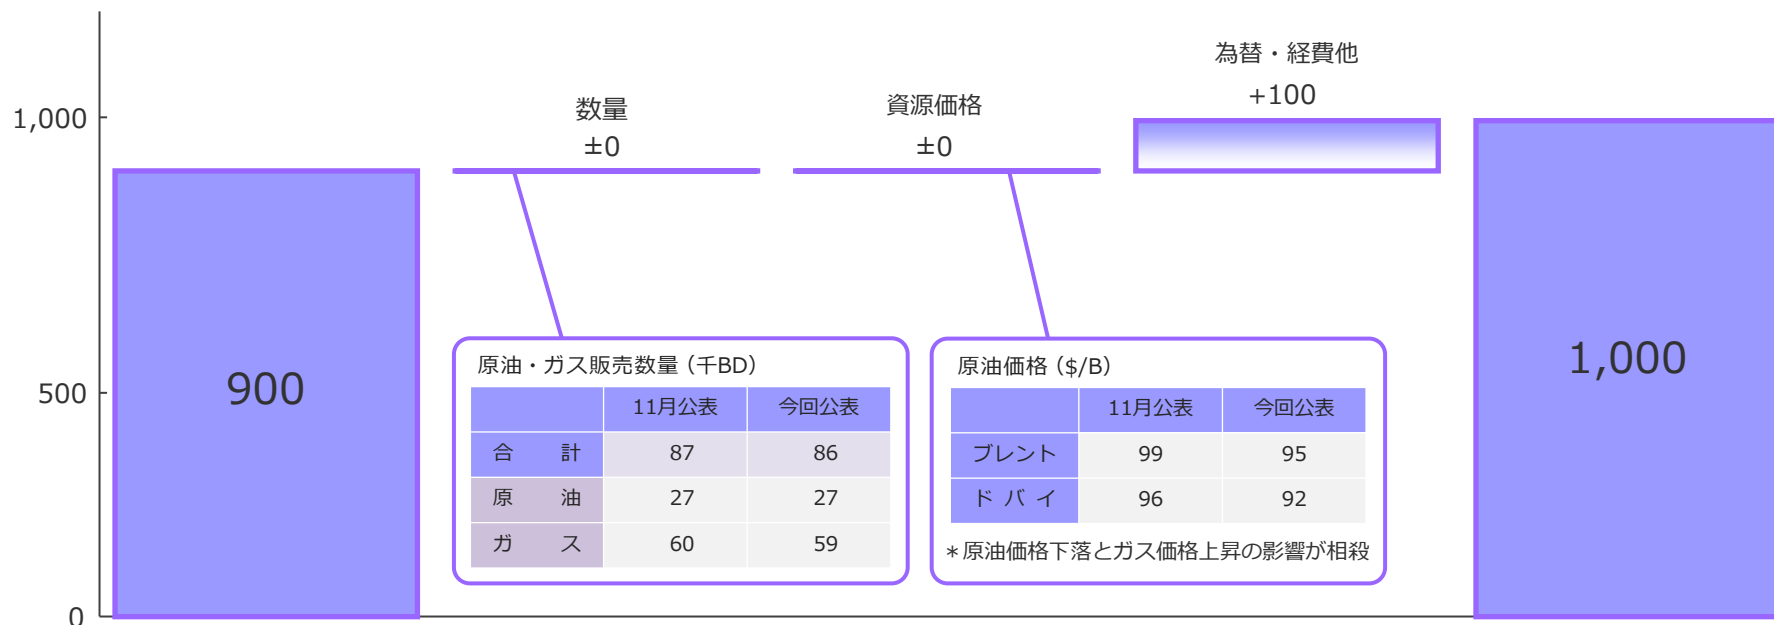 1,000
500
0
900
数量
±0
資源価格
±0
為替・経費他
+100
1,000
原油・ガス販売数量（千BD）
11月公表 今回公表
合 計 87 86
原 油 27 27
ガ ス 60 59
原油価格（$/B）
11月公表 今回公表
ブレント 99 95
ド バ イ 96 92
＊原油価格下落とガス価格上昇の影響が相殺